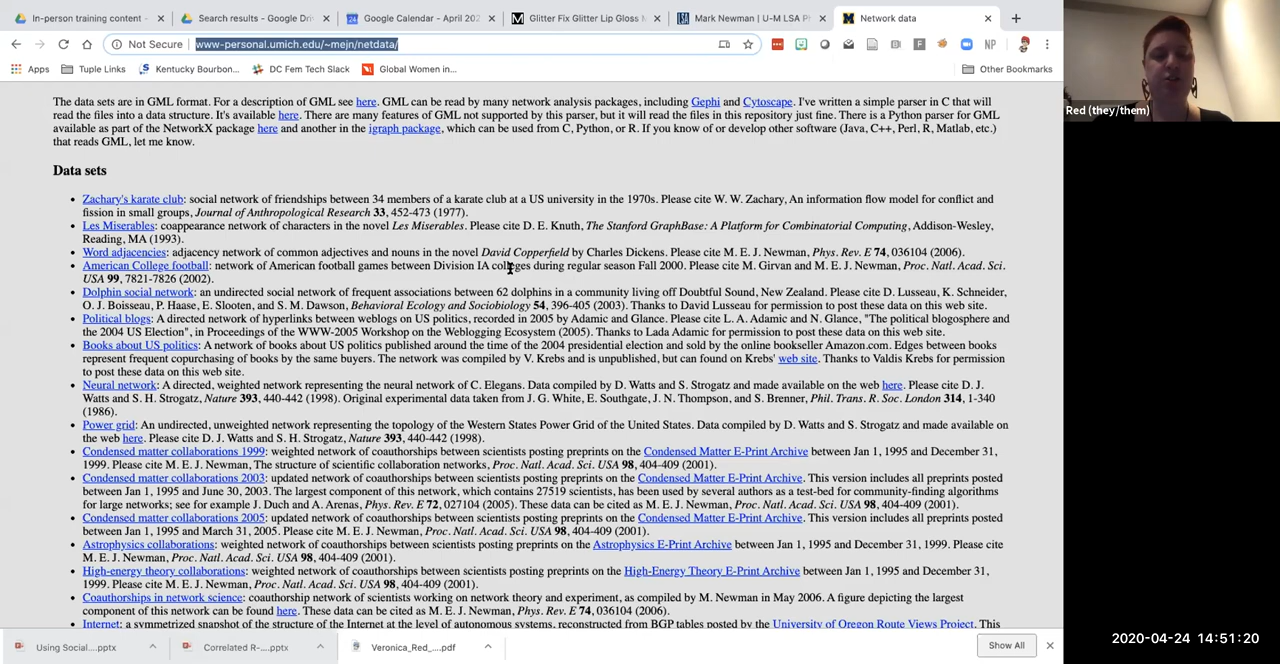 In-person training content -
Search results - Google Dri
Google Calendar - April 202
Glitter Fix Glitter Lip Gloss M
Mark Newman | U-M LSA Ph
Network data
Not Secure
www-personal.umich.edu/~mejn/netdata/
NP
Apps
Tuple Links
Kentucky Bourbon...
DC Fem Tech Slack
Global Women in...
Other Bookmarks
Red (they/them)
The data sets are in GML format. For a description of GML see here. GML can be read by many network analysis packages, including Gephi and Cytoscape. I've written a simple parser in C that will
read the files into a data structure. It's available here. There are many features of GML not supported by this parser, but it will read the files in this repository just fine. There is a Python parser for GML
available as part of the NetworkX package here and another in the igraph package, which can be used from C, Python, or R. If you know of or develop other software (Java, C++, Perl, R, Matlab, etc.)
that reads GML, let me know.
Data sets
• Zachary's karate club: social network of friendships between 34 members of a karate club at a US university in the 1970s. Please cite W. W. Zachary, An information flow model for conflict and
fission in small groups, Journal of Anthropological Research 33, 452-473 (1977).
• Les Miserables: coappearance network of characters in the novel Les Miserables. Please cite D. E. Knuth, The Stanford GraphBase: A Platform for Combinatorial Computing, Addison-Wesley,
Reading, MA (1993).
• Word adjacencies: adjacency network of common adjectives and nouns in the novel David Copperfield by Charles Dickens. Please cite M. E. J. Newman, Phys. Rev. E 74, 036104 (2006).
• American College football: network of American football games between Division IA colleges during regular season Fall 2000. Please cite M. Girvan and M. E. J. Newman, Proc. Natl. Acad. Sci.
USA 99, 7821-7826 (2002).
• Dolphin social network: an undirected social network of frequent associations between 62 dolphins in a community living off Doubtful Sound, New Zealand. Please cite D. Lusseau, K. Schneider,
O. J. Boisseau, P. Haase, E. Slooten, and S. M. Dawson, Behavioral Ecology and Sociobiology 54, 396-405 (2003). Thanks to David Lusseau for permission to post these data on this web site.
• Political blogs: A directed network of hyperlinks between weblogs on US politics, recorded in 2005 by Adamic and Glance. Please cite L. A. Adamic and N. Glance, "The political blogosphere and
the 2004 US Election", in Proceedings of the WWW-2005 Workshop on the Weblogging Ecosystem (2005). Thanks to Lada Adamic for permission to post these data on this web site.
• Books about US politics: A network of books about US politics published around the time of the 2004 presidential election and sold by the online bookseller Amazon.com. Edges between books
represent frequent copurchasing of books by the same buyers. The network was compiled by V. Krebs and is unpublished, but can found on Krebs' web site. Thanks to Valdis Krebs for permission
to post these data on this web site.
• Neural network: A directed, weighted network representing the neural network of C. Elegans. Data compiled by D. Watts and S. Strogatz and made available on the web here. Please cite D. J.
Watts and S. H. Strogatz, Nature 393, 440-442 (1998). Original experimental data taken from J. G. White, E. Southgate, J. N. Thompson, and S. Brenner, Phil. Trans. R. Soc. London 314, 1-340
(1986).
• Power grid: An undirected, unweighted network representing the topology of the Western States Power Grid of the United States. Data compiled by D. Watts and S. Strogatz and made available on
the web here. Please cite D. J. Watts and S. H. Strogatz, Nature 393, 440-442 (1998).
• Condensed matter collaborations 1999: weighted network of coauthorships between scientists posting preprints on the Condensed Matter E-Print Archive between Jan 1, 1995 and December 31,
1999. Please cite M. E. J. Newman, The structure of scientific collaboration networks, Proc. Natl. Acad. Sci. USA 98, 404-409 (2001).
• Condensed matter collaborations 2003: updated network of coauthorships between scientists posting preprints on the Condensed Matter E-Print Archive. This version includes all preprints posted
between Jan 1, 1995 and June 30, 2003. The largest component of this network, which contains 27519 scientists, has been used by several authors as a test-bed for community-finding algorithms
for large networks; see for example J. Duch and A. Arenas, Phys. Rev. E 72, 027104 (2005). These data can be cited as M. E. J. Newman, Proc. Natl. Acad. Sci. USA 98, 404-409 (2001).
• Condensed matter collaborations 2005: updated network of coauthorships between scientists posting preprints on the Condensed Matter E-Print Archive. This version includes all preprints posted
between Jan 1, 1995 and March 31, 2005. Please cite M. E. J. Newman, Proc. Natl. Acad. Sci. USA 98, 404-409 (2001).
• Astrophysics collaborations: weighted network of coauthorships between scientists posting preprints on the Astrophysics E-Print Archive between Jan 1, 1995 and December 31, 1999. Please cite
M. E. J. Newman, Proc. Natl. Acad. Sci. USA 98, 404-409 (2001).
• High-energy theory collaborations: weighted network of coauthorships between scientists posting preprints on the High-Energy Theory E-Print Archive between Jan 1, 1995 and December 31,
1999. Please cite M. E. J. Newman, Proc. Natl. Acad. Sci. USA 98, 404-409 (2001).
• Coauthorships in network science: coauthorship network of scientists working on network theory and experiment, as compiled by M. Newman in May 2006. A figure depicting the largest
component of this network can be found here. These data can be cited as M. E. J. Newman, Phys. Rev. E 74, 036104 (2006).
• Internet: a symmetrized snapshot of the structure of the Internet at the level of autonomous systems, reconstructed from BGP tables posted by the University of Oregon Route Views Project. This
Using Social....pptx
Correlated R-....pptx
Veronica_Red_....pdf
Show All
2020-04-24 14:51:20